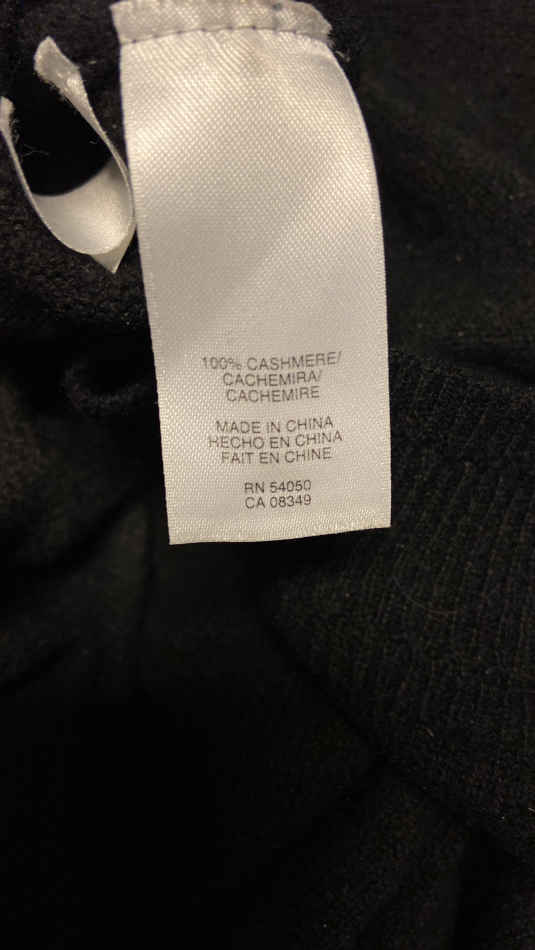 100% CASHMERE/
CACHEMIRA/
CACHEMIRE
MADE IN CHINA
HECHO EN CHINA
FAIT EN CHINE
RN 54050
CA 08349